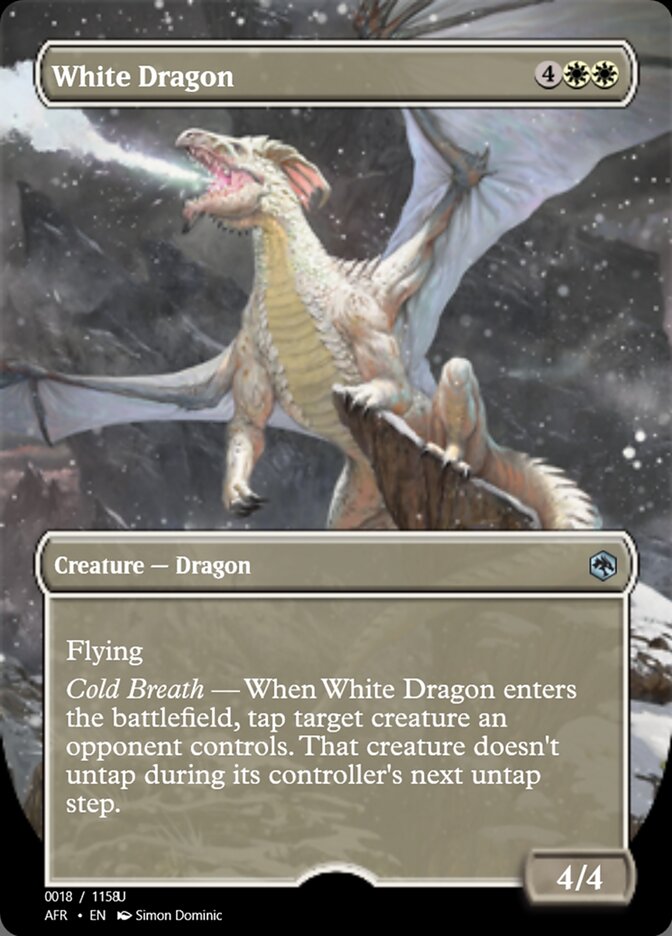 White Dragon 4
Creature — Dragon
Flying
Cold Breath — When White Dragon enters
the battlefield, tap target creature an
opponent controls. That creature doesn't
untap during its controller's next untap
step.
4/4
0018 / 1158U
AFR • EN Simon Dominic